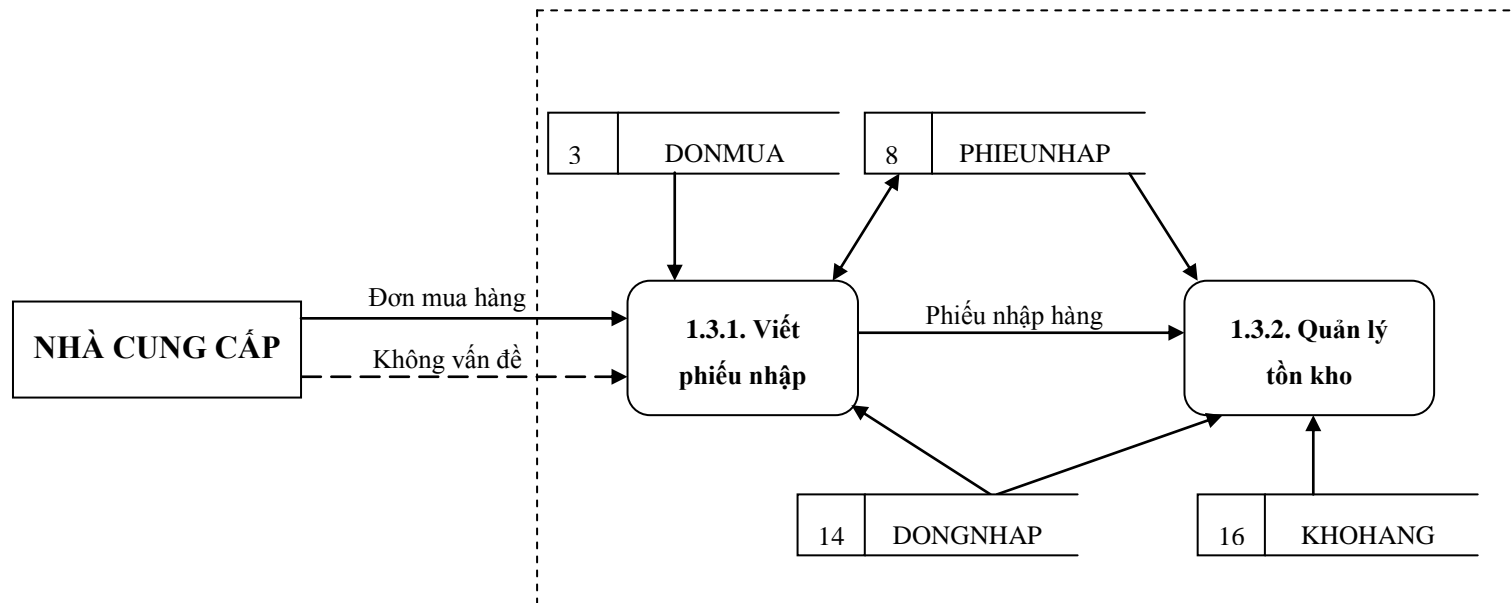 3 DONMUA
8 PHIEUNHAP
Đơn mua hàng
NHÀ CUNG CẤP
Không vấn đề
1.3.1. Viết
phiếu nhập
Phiếu nhập hàng
1.3.2. Quản lý
tồn kho
14 DONGNHAP
16 KHOHANG